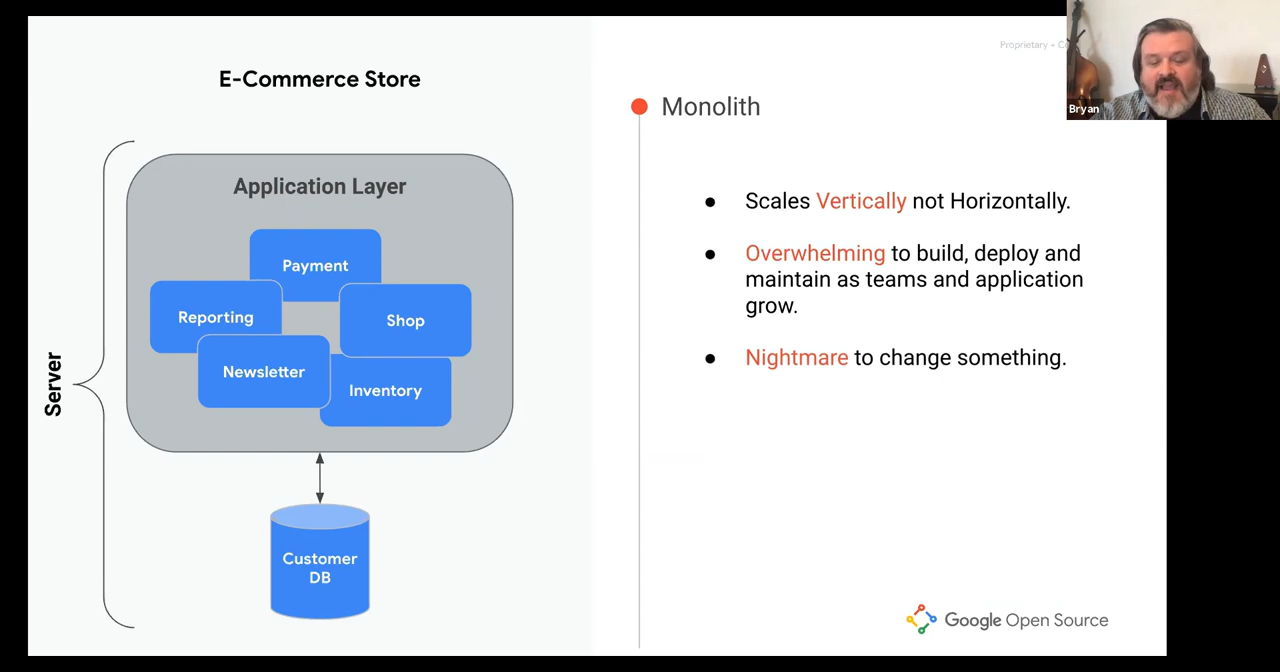 E-Commerce Store
Application Layer
Payment
Reporting
Shop
Newsletter
Inventory
Server
Customer
DB
Proprietary +
Bryan
Monolith
● Scales Vertically not Horizontally.
● Overwhelming to build, deploy and
maintain as teams and application
grow.
● Nightmare to change something.
Google Open Source